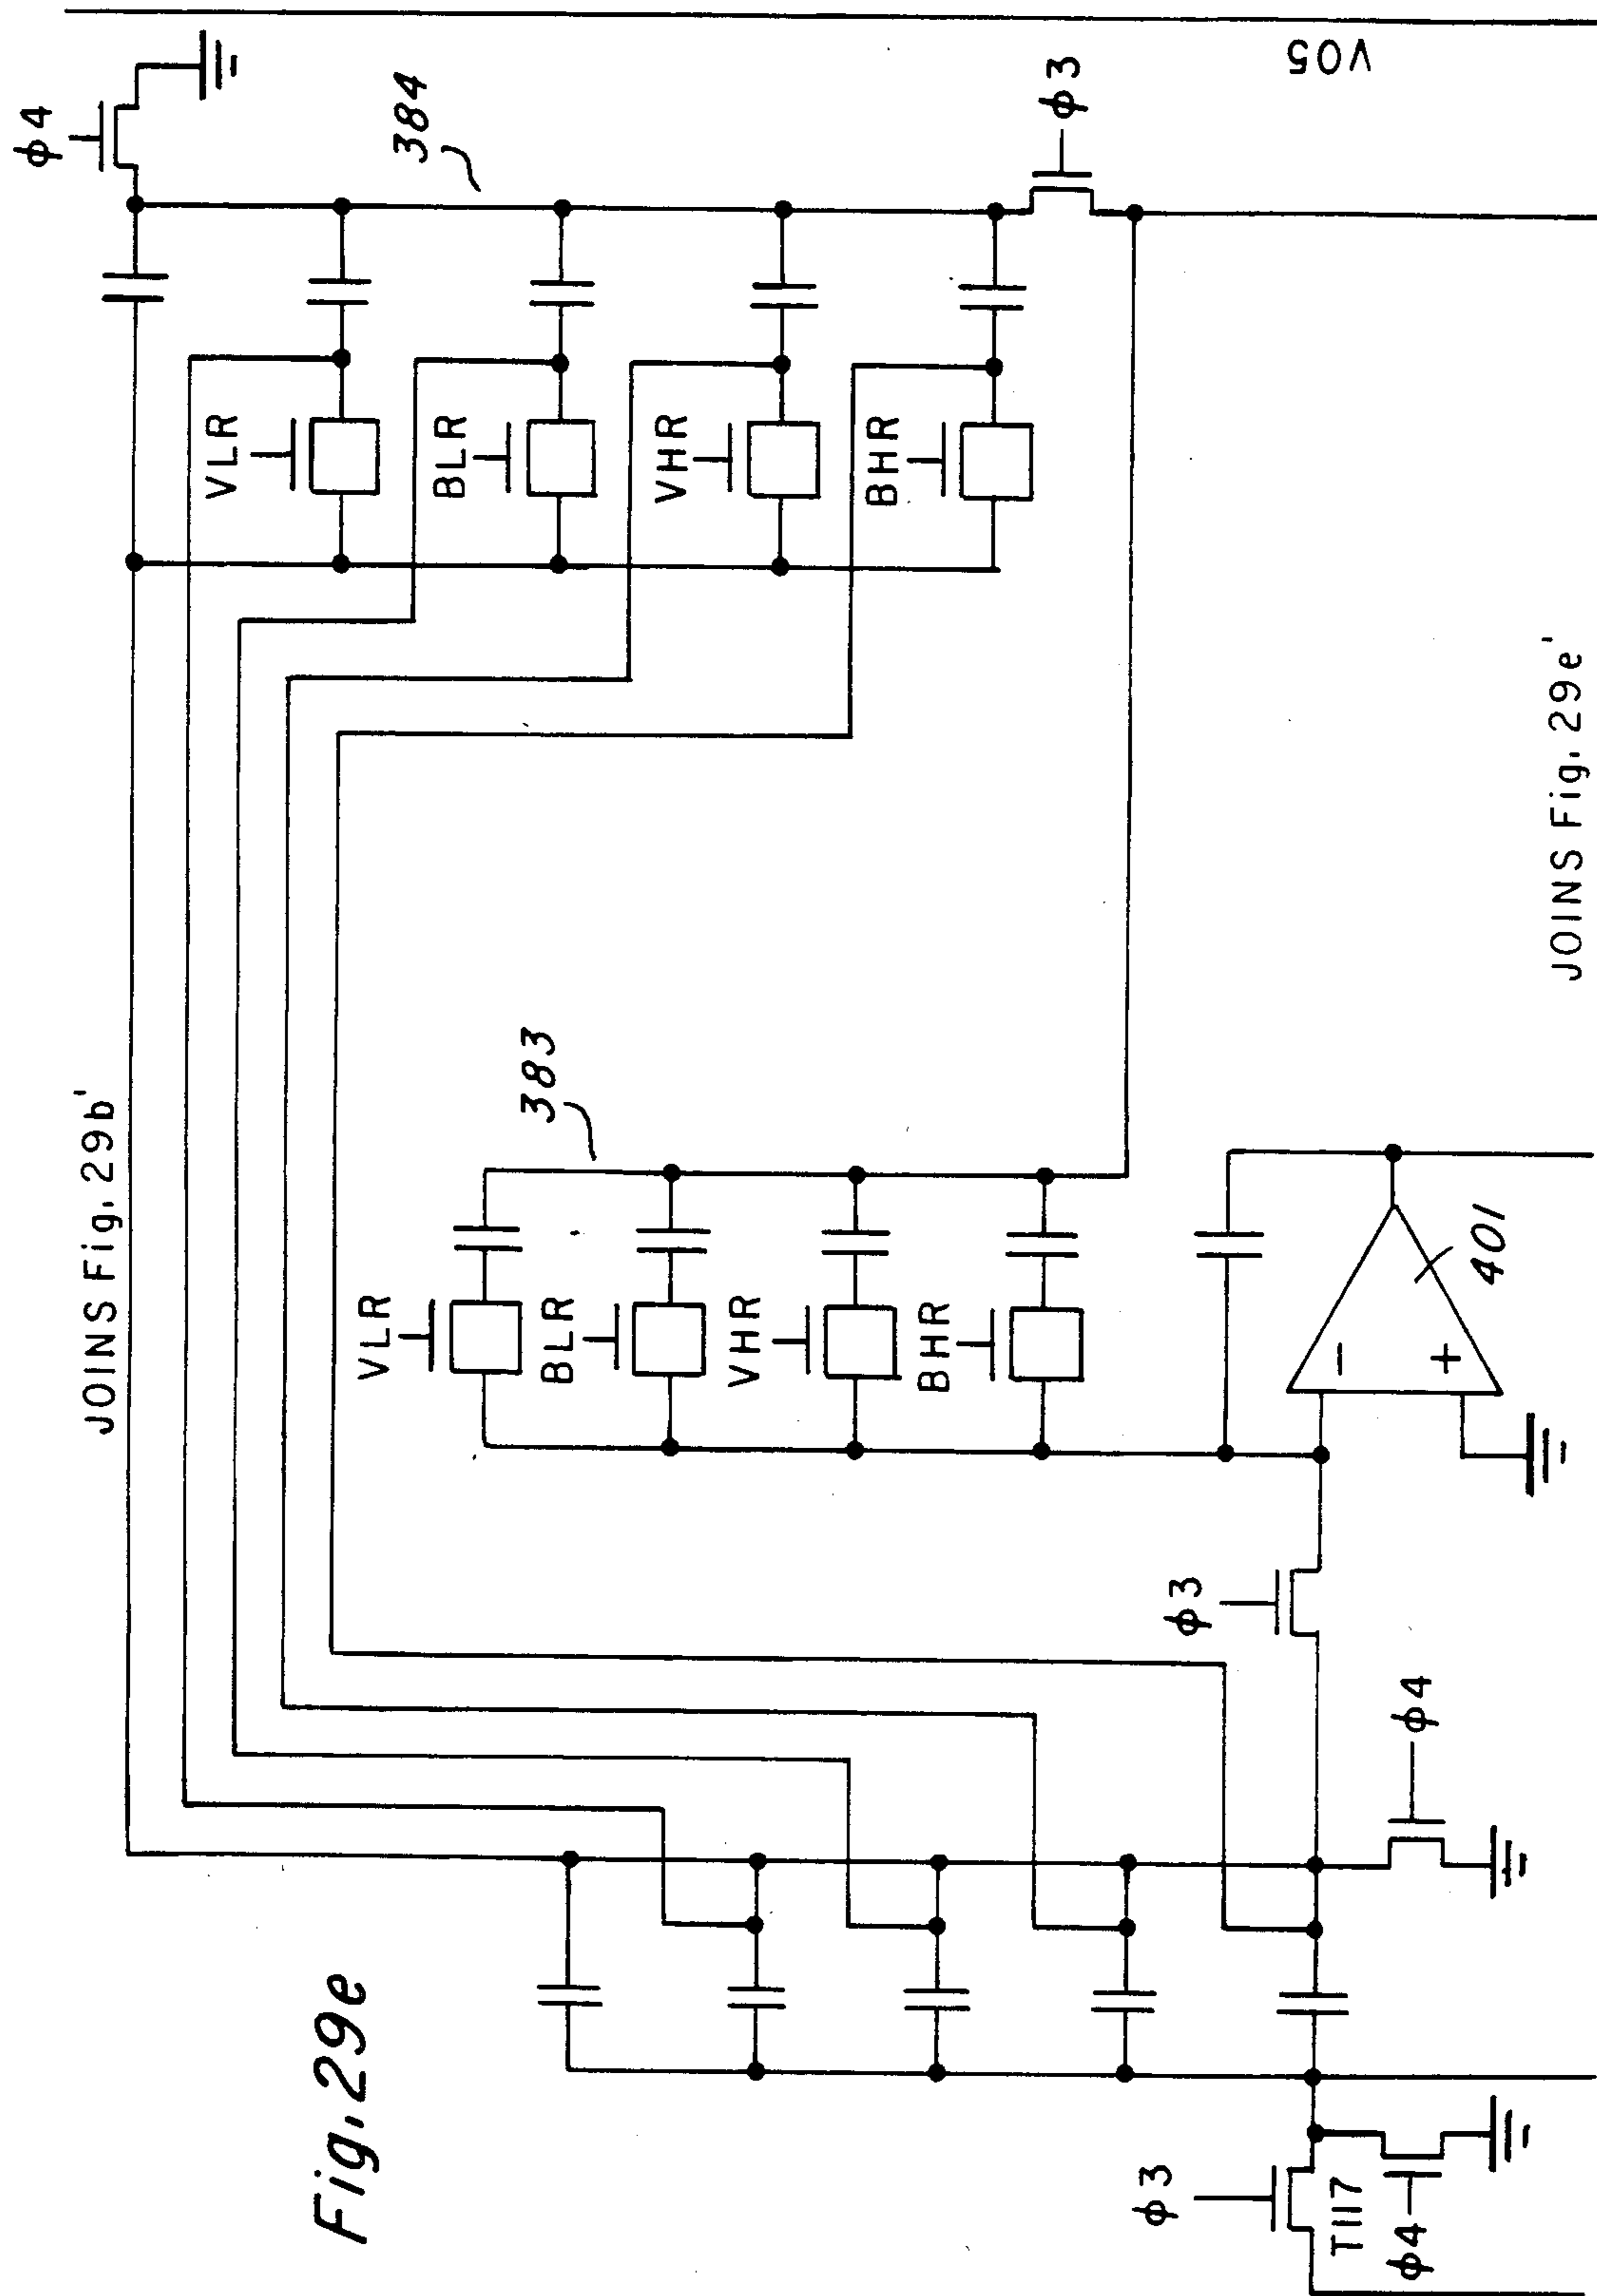 φ4
JOINS Fig. 29b'
VLR
Fig. 29e
VLR
384
BLR
383
BLR
VHR
VHR
BHR
BHR
φ3
φ3
φ3
V05
T117
−
φ4
φ4
+
401
JOINS Fig. 29e'